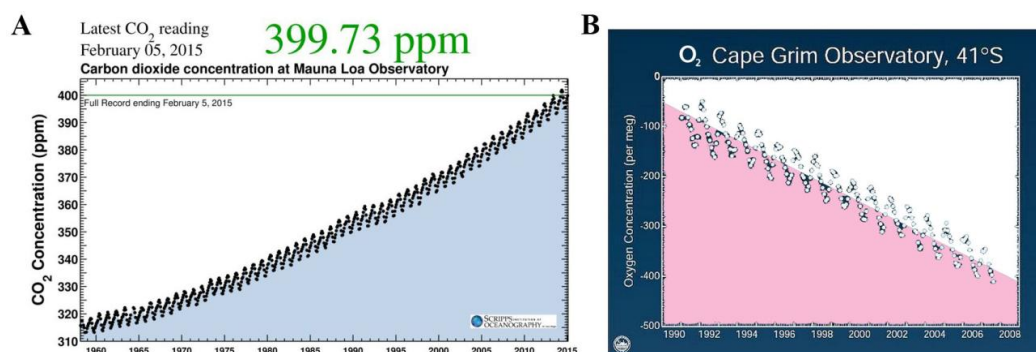 A
Latest CO₂ reading
February 05, 2015
399.73 ppm
Carbon dioxide concentration at Mauna Loa Observatory
Full Record ending February 5, 2015
CO₂ Concentration (ppm)
400
390
380
370
360
350
340
330
320
310
1960 1965 1970 1975 1980 1985 1990 1995 2000 2005 2010 2015
SCRIPPS INSTITUTION OF
OCEANOGRAPHY
B
O₂ Cape Grim Observatory, 41°S
Oxygen Concentration (per meg)
0
-100
-200
-300
-400
-500
1990 1992 1994 1996 1998 2000 2002 2004 2006 2008